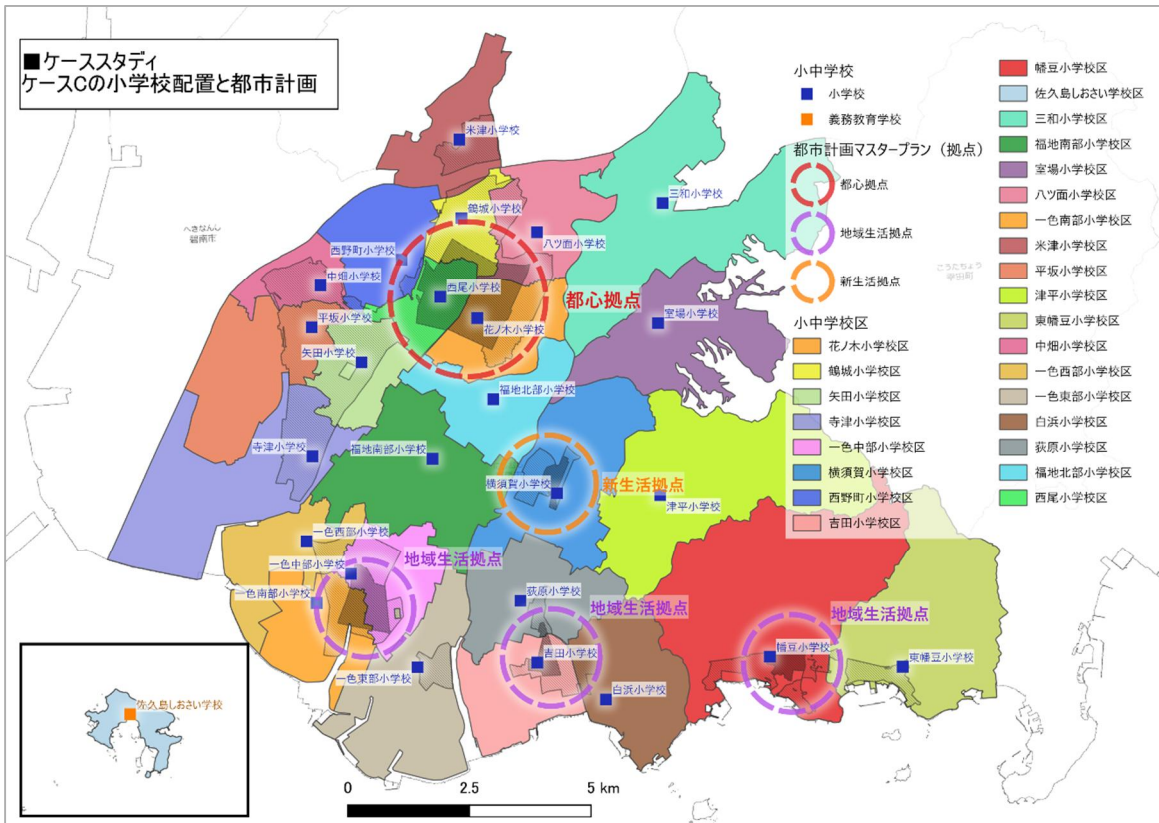 ■ケーススタディ
ケースCの小学校配置と都市計画
小中学校
小学校
義務教育学校
都市計画マスタープラン（拠点）
都心拠点
地域生活拠点
新生活拠点
小中学校区
花ノ木小学校区
鶴城小学校区
矢田小学校区
寺津小学校区
一色中部小学校区
横須賀小学校区
西野町小学校区
吉田小学校区
幡豆小学校区
佐久島しおさい学校区
三和小学校区
福地南部小学校区
室場小学校区
八ツ面小学校区
一色南部小学校区
米津小学校区
平坂小学校区
津平小学校区
東幡豆小学校区
中畑小学校区
一色西部小学校区
一色東部小学校区
白浜小学校区
荻原小学校区
福地北部小学校区
西尾小学校区
米津小学校
三和小学校
鶴城小学校
へきなんし
碧南市
西野町小学校
八ツ面小学校
こうたちょう
幸田町
中畑小学校
西尾小学校
都心拠点
花ノ木小学校
室場小学校
平坂小学校
矢田小学校
福地北部小学校
寺津小学校
福地南部小学校
横須賀小学校
新生活拠点
津平小学校
一色西部小学校
一色中部小学校
地域生活拠点
一色南部小学校
荻原小学校
地域生活拠点
地域生活拠点
一色東部小学校
吉田小学校
幡豆小学校
東幡豆小学校
白浜小学校
佐久島しおさい学校
0 2.5 5 km